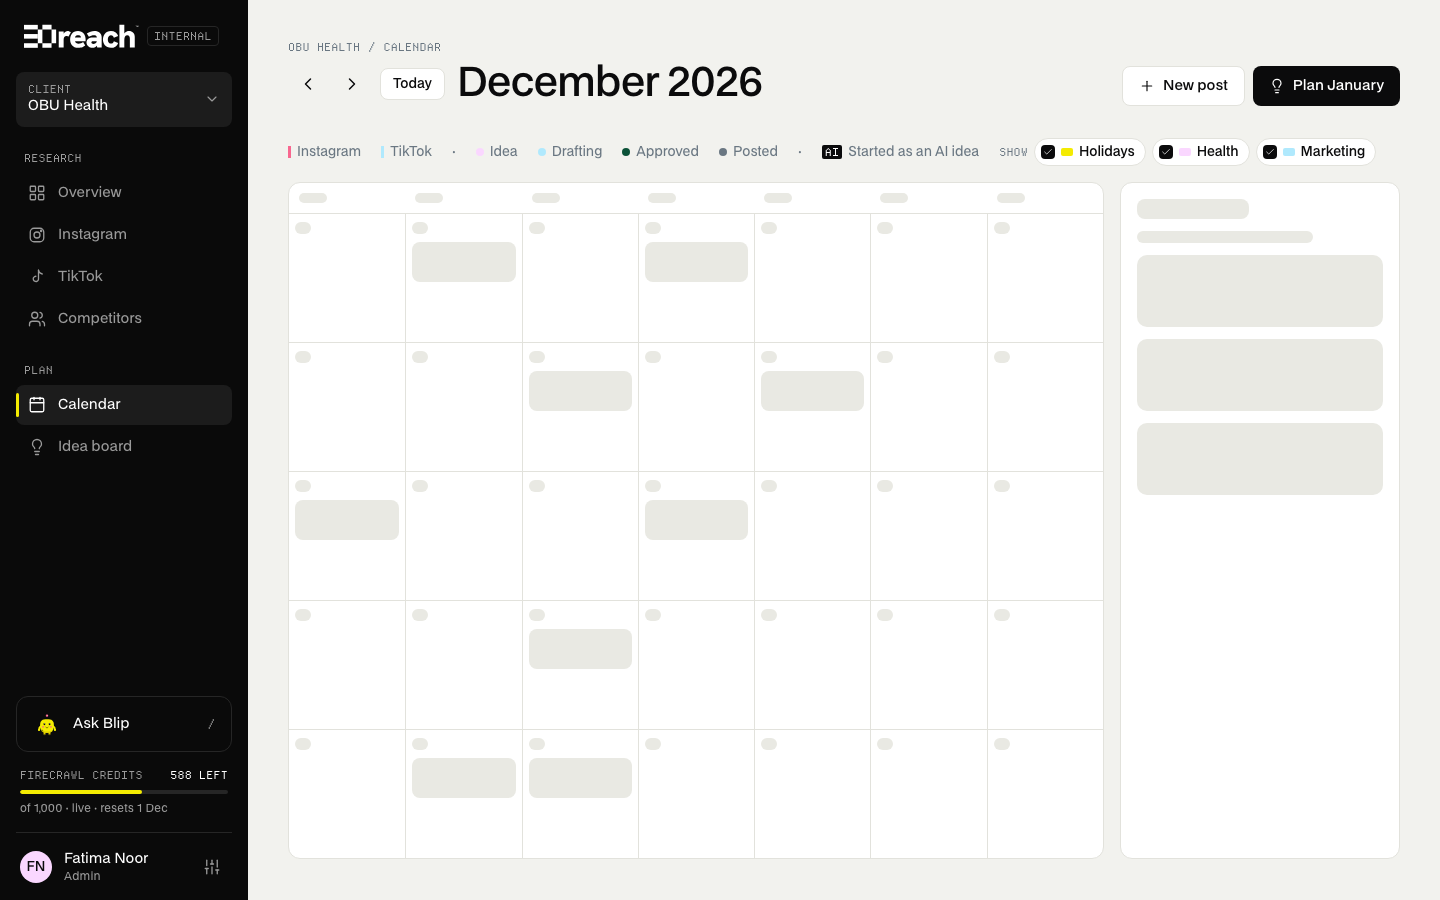 reach
INTERNAL
CLIENT
OBU Health
RESEARCH
Overview
Instagram
TikTok
Competitors
PLAN
Calendar
Idea board
Ask Blip
/
FIRECRAWL CREDITS 588 LEFT
of 1,000 · live · resets 1 Dec
FN
Fatima Noor
Admin
OBU HEALTH / CALENDAR
Today
December 2026
New post
Plan January
Instagram TikTok · Idea Drafting Approved Posted · AI Started as an AI idea SHOW Holidays Health Marketing